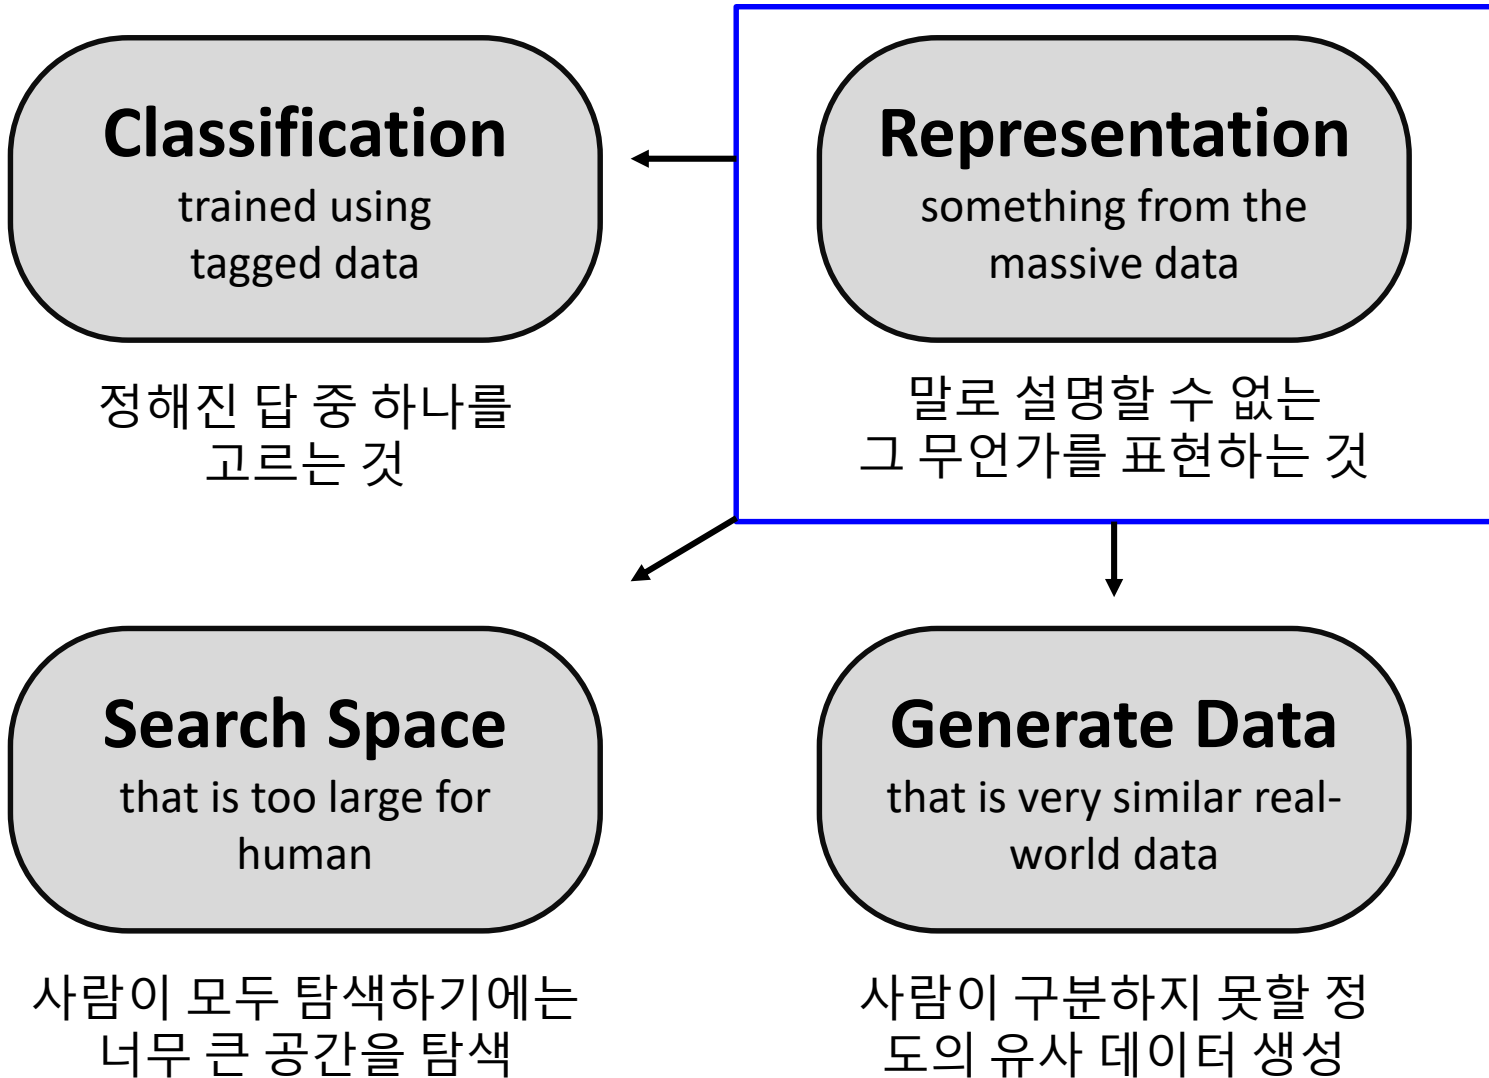 Classification
trained using
tagged data
정해진 답 중 하나를
고르는 것
Representation
something from the
massive data
말로 설명할 수 없는
그 무언가를 표현하는 것
Search Space
that is too large for
human
사람이 모두 탐색하기에는
너무 큰 공간을 탐색
Generate Data
that is very similar real-
world data
사람이 구분하지 못할 정
도의 유사 데이터 생성